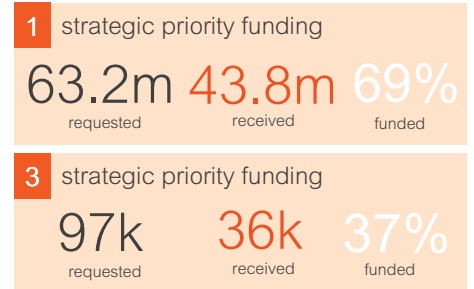 1 strategic priority funding
63.2m 43.8m 69%
requested received funded
3 strategic priority funding
97k 36k 37%
requested received funded